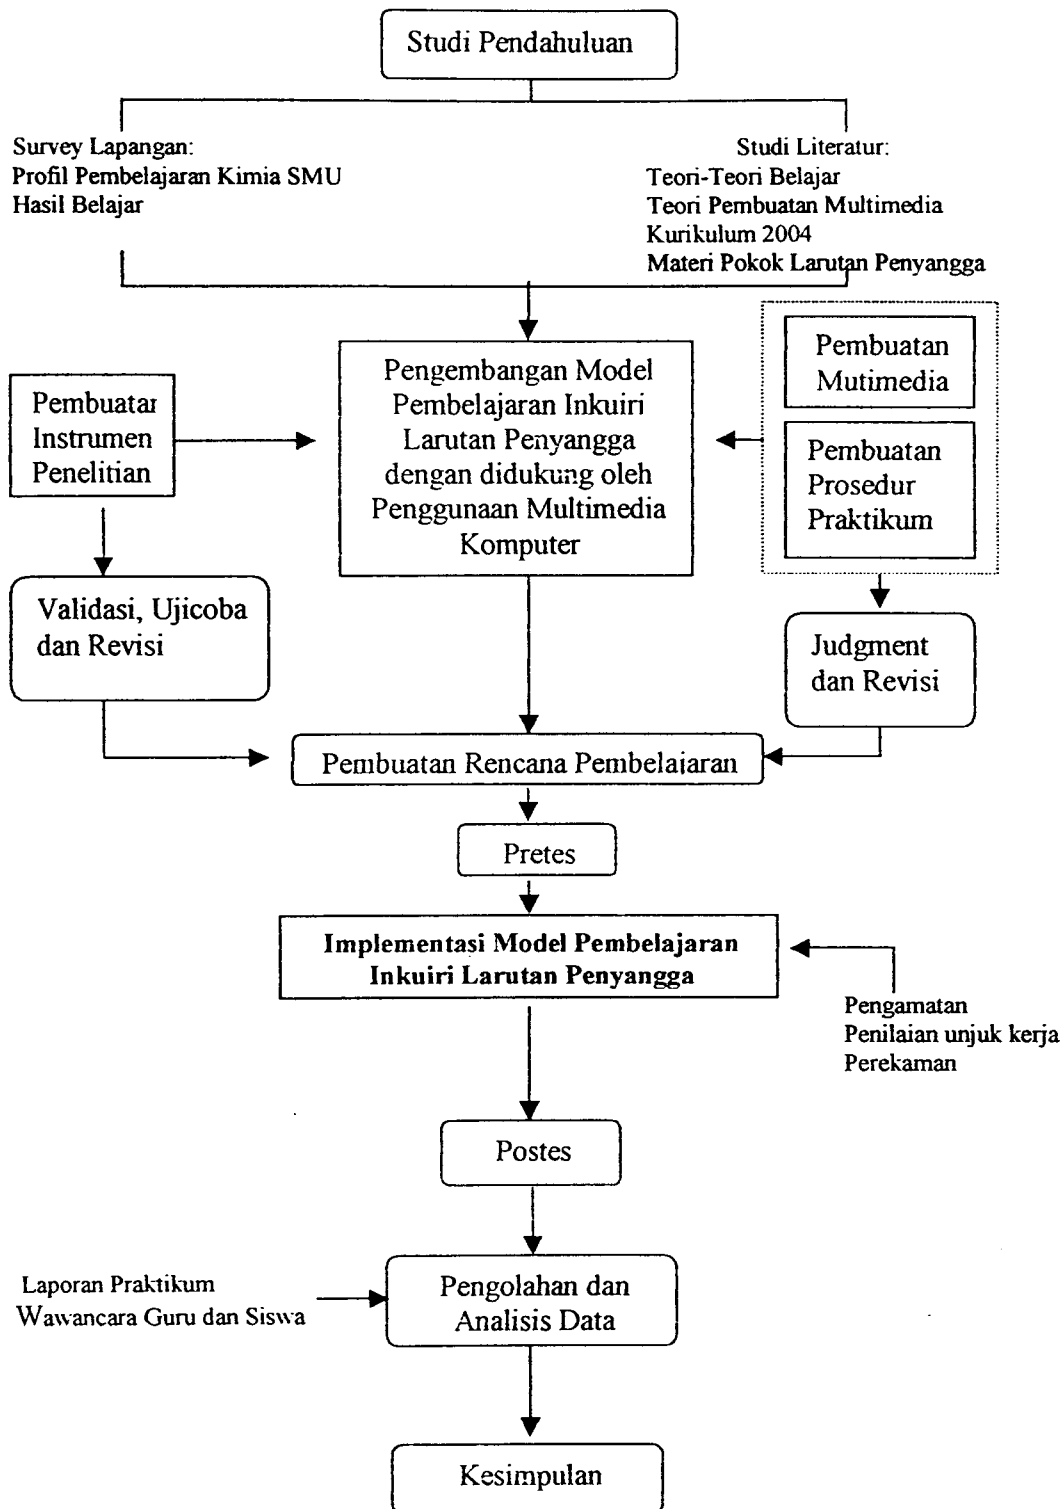 Studi Pendahuluan
Survey Lapangan:
Profil Pembelajaran Kimia SMU
Hasil Belajar
Studi Literatur:
Teori-Teori Belajar
Teori Pembuatan Multimedia
Kurikulum 2004
Materi Pokok Larutan Penyangga
Pembuatan
Instrumen
Penelitian
Pengembangan Model
Pembelajaran Inkuiri
Larutan Penyangga
dengan didukung oleh
Penggunaan Multimedia
Komputer
Pembuatan
Mutimedia
Pembuatan
Prosedur
Praktikum
Validasi, Ujicoba
dan Revisi
Judgment
dan Revisi
Pembuatan Rencana Pembelajaran
Pretes
Implementasi Model Pembelajaran
Inkuiri Larutan Penyangga
Pengamatan
Penilaian unjuk kerja
Perekaman
Postes
Laporan Praktikum
Wawancara Guru dan Siswa
Pengolahan dan
Analisis Data
Kesimpulan